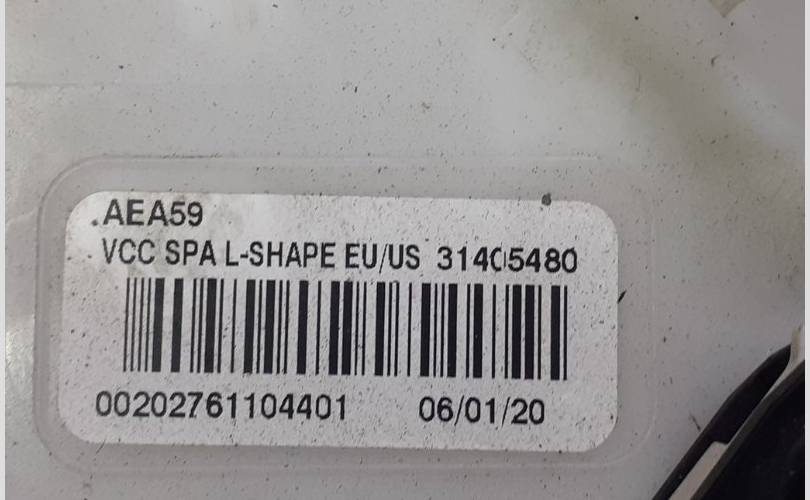 .AEA59
VCC SPA L-SHAPE EU/US 31405480
00202761104401 06/01/20